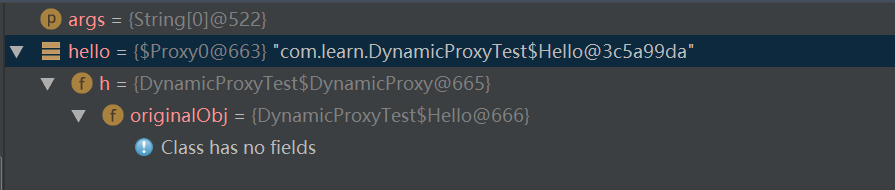 p args = {String[0]@522}
hello = {$Proxy0@663} "com.learn.DynamicProxyTest$Hello@3c5a99da"
f h = {DynamicProxyTest$DynamicProxy@665}
f originalObj = {DynamicProxyTest$Hello@666}
! Class has no fields